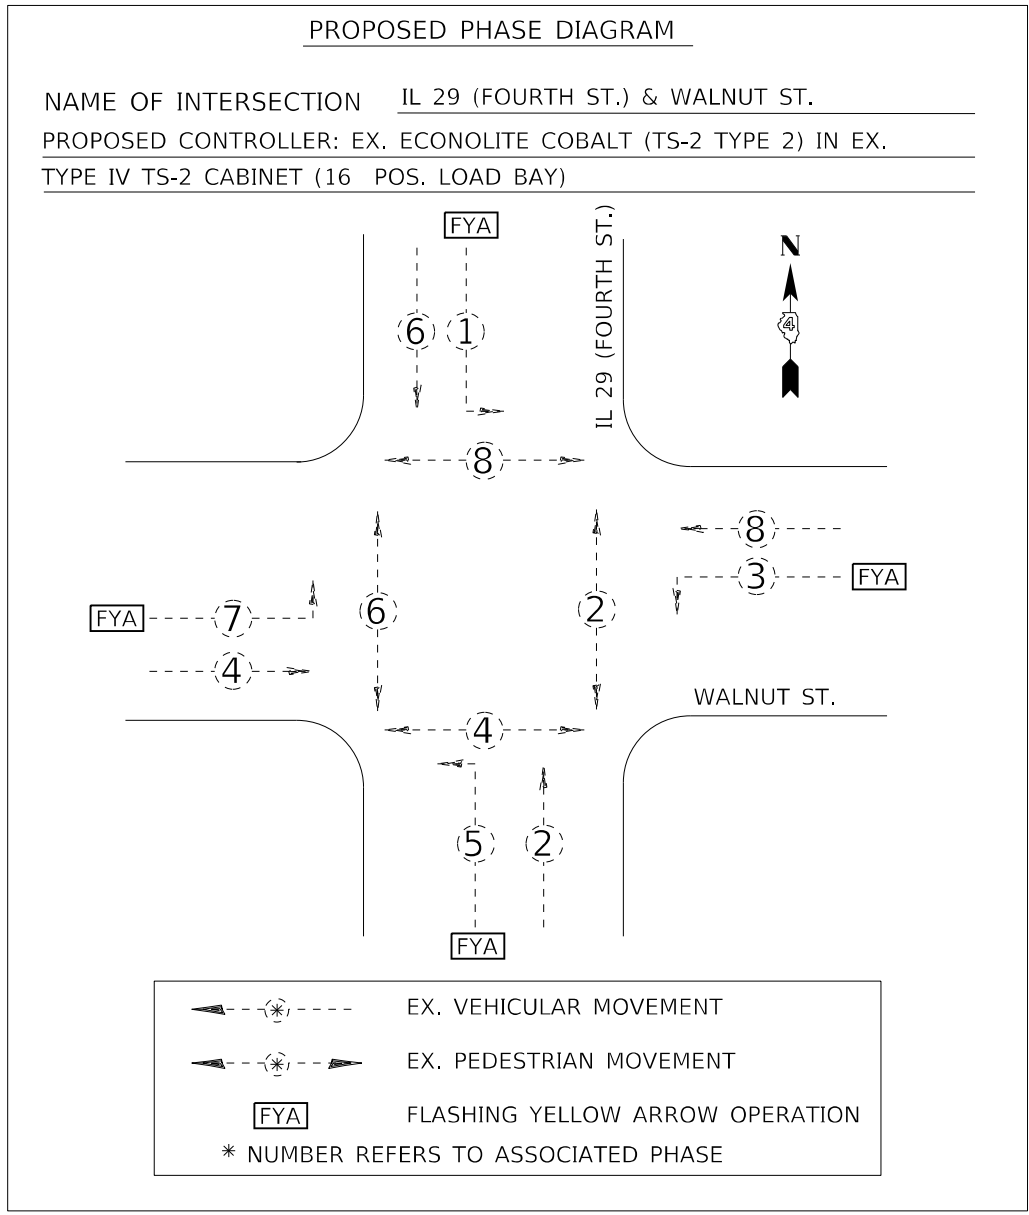 PROPOSED PHASE DIAGRAM
NAME OF INTERSECTION IL 29 (FOURTH ST.) & WALNUT ST.
PROPOSED CONTROLLER: EX. ECONOLITE COBALT (TS-2 TYPE 2) IN EX.
TYPE IV TS-2 CABINET (16 POS. LOAD BAY)
FYA
IL 29 (FOURTH ST.)
N
4
6 1
8
8
3 FYA
FYA 7
6 2
4
WALNUT ST.
4
5 2
FYA
* EX. VEHICULAR MOVEMENT
* EX. PEDESTRIAN MOVEMENT
FYA FLASHING YELLOW ARROW OPERATION
* NUMBER REFERS TO ASSOCIATED PHASE